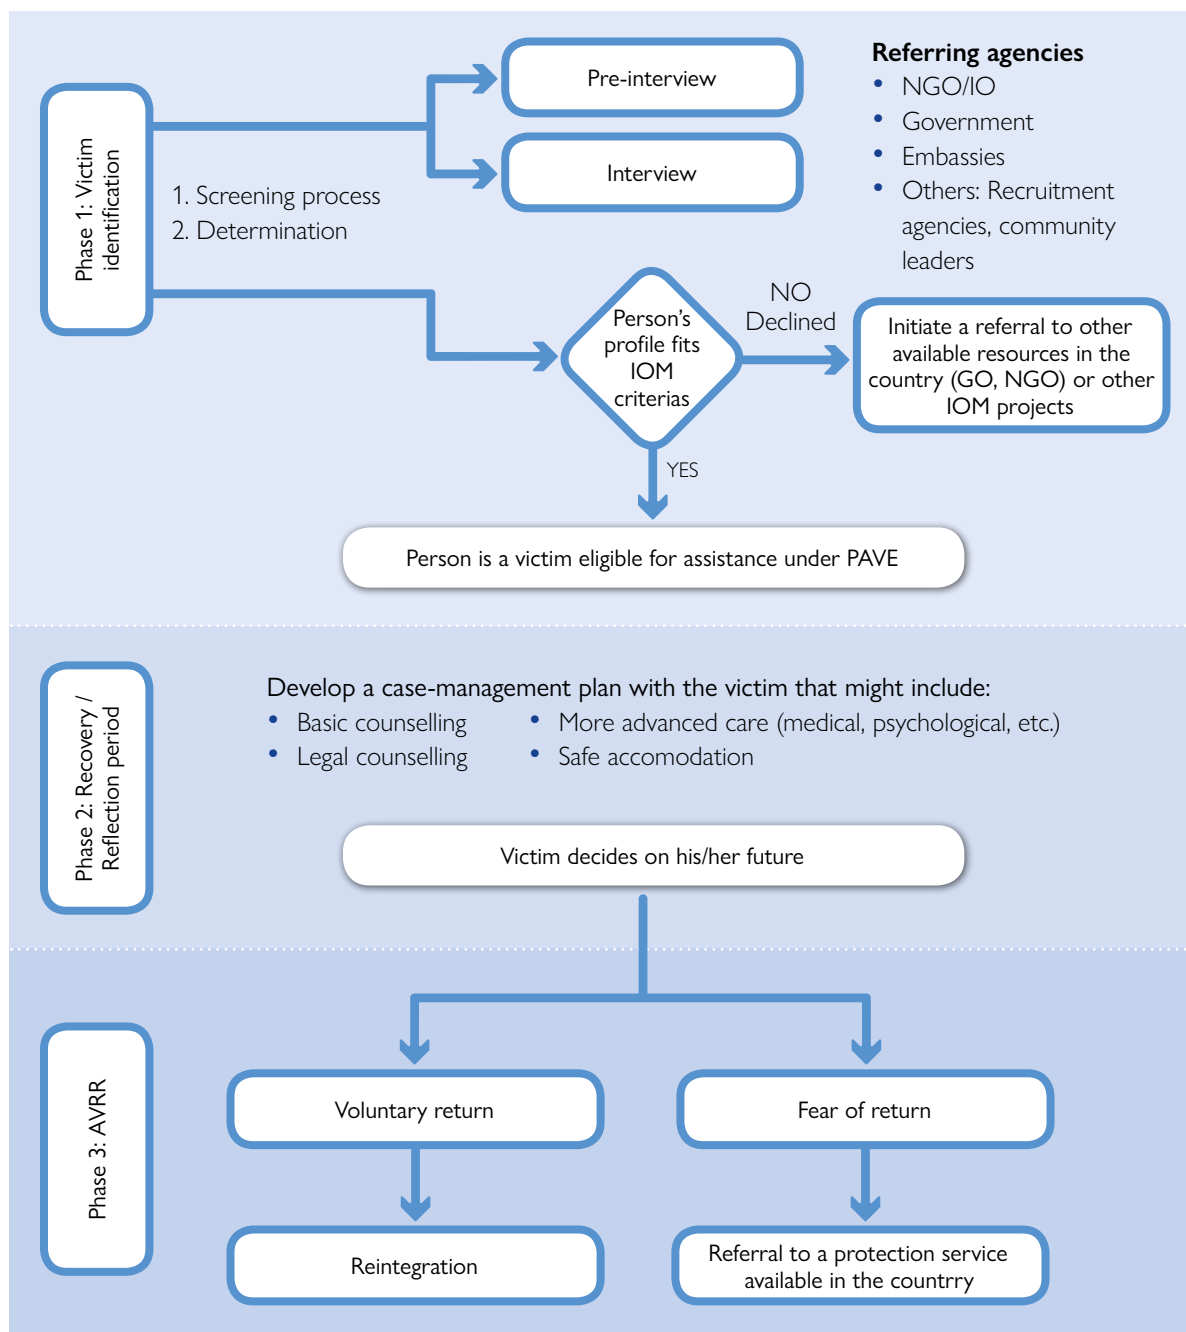 Phase 1: Victim
identification
1. Screening process
2. Determination
Pre-interview
Interview
Referring agencies
• NGO/IO
• Government
• Embassies
• Others: Recruitment
agencies, community
leaders
Person's
profile fits
IOM
criterias
NO
Declined
Initiate a referral to other
available resources in the
country (GO, NGO) or other
IOM projects
YES
Person is a victim eligible for assistance under PAVE
Phase 2: Recovery /
Reflection period
Develop a case-management plan with the victim that might include:
• Basic counselling
• Legal counselling
• More advanced care (medical, psychological, etc.)
• Safe accomodation
Victim decides on his/her future
Phase 3: AVRR
Voluntary return
Fear of return
Reintegration
Referral to a protection service
available in the countrry